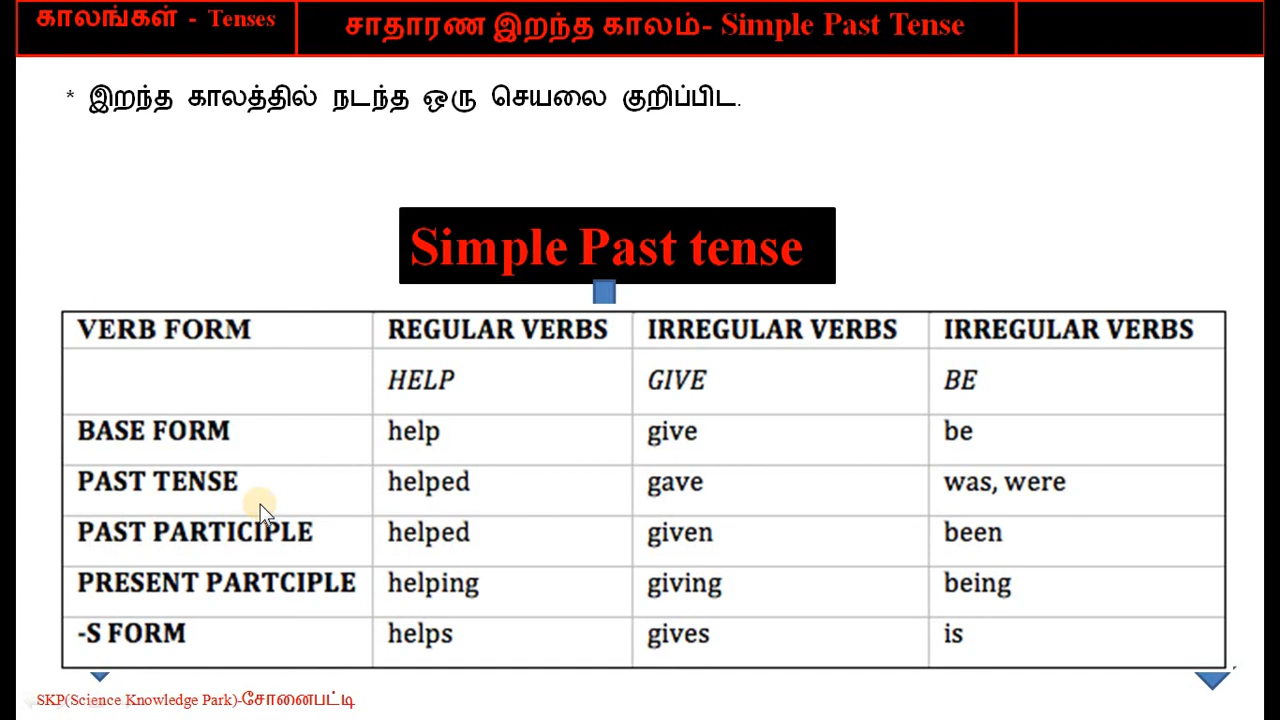 காலங்கள் - Tenses
சாதாரண இறந்த காலம்- Simple Past Tense
* இறந்த காலத்தில் நடந்த ஒரு செயலை குறிப்பிட.
Simple Past tense
VERB FORM REGULAR VERBS IRREGULAR VERBS IRREGULAR VERBS
HELP GIVE BE
BASE FORM help give be
PAST TENSE helped gave was, were
PAST PARTICIPLE helped given been
PRESENT PARTCIPLE helping giving being
-S FORM helps gives is
SKP(Science Knowledge Park)-சோனைபட்டி